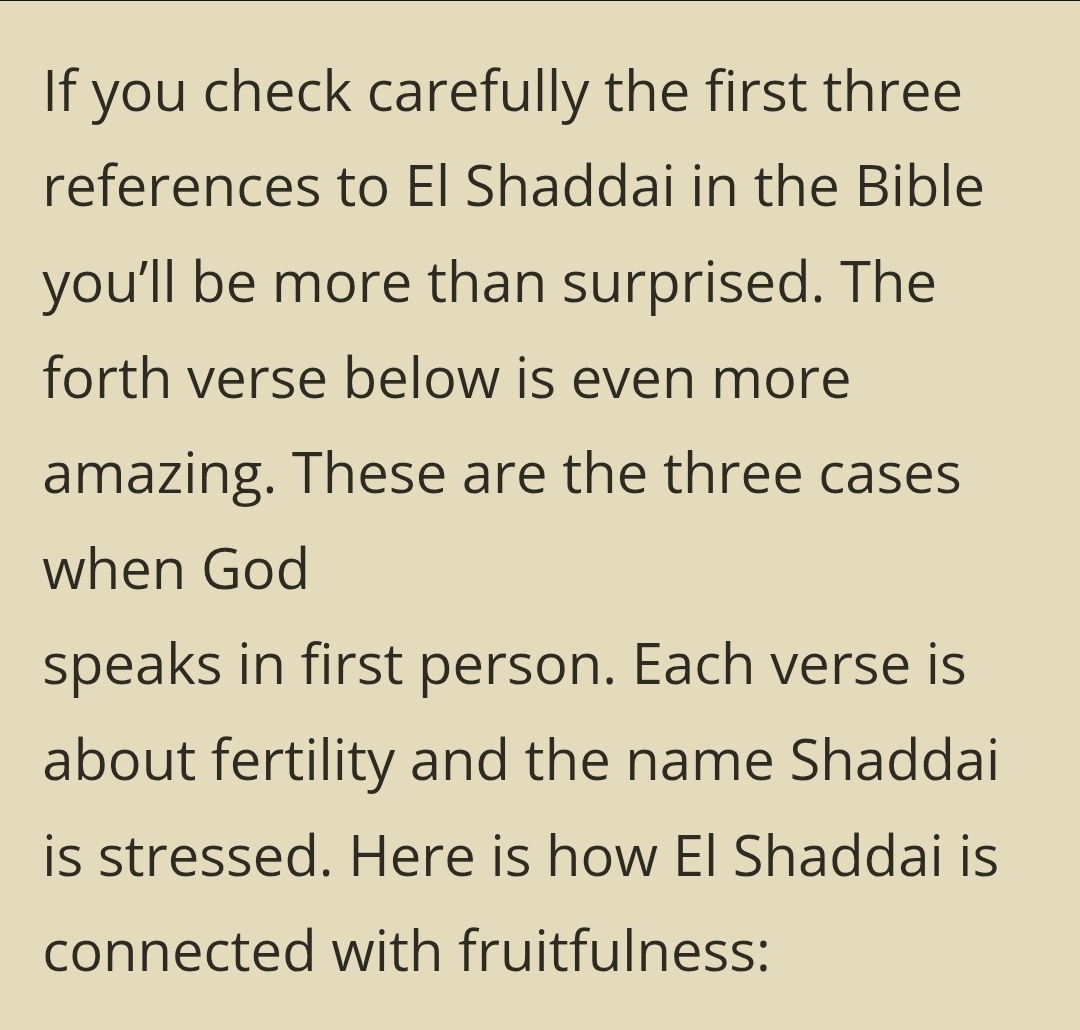 If you check carefully the first three
references to El Shaddai in the Bible
you’ll be more than surprised. The
forth verse below is even more
amazing. These are the three cases
when God
speaks in first person. Each verse is
about fertility and the name Shaddai
is stressed. Here is how El Shaddai is
connected with fruitfulness: